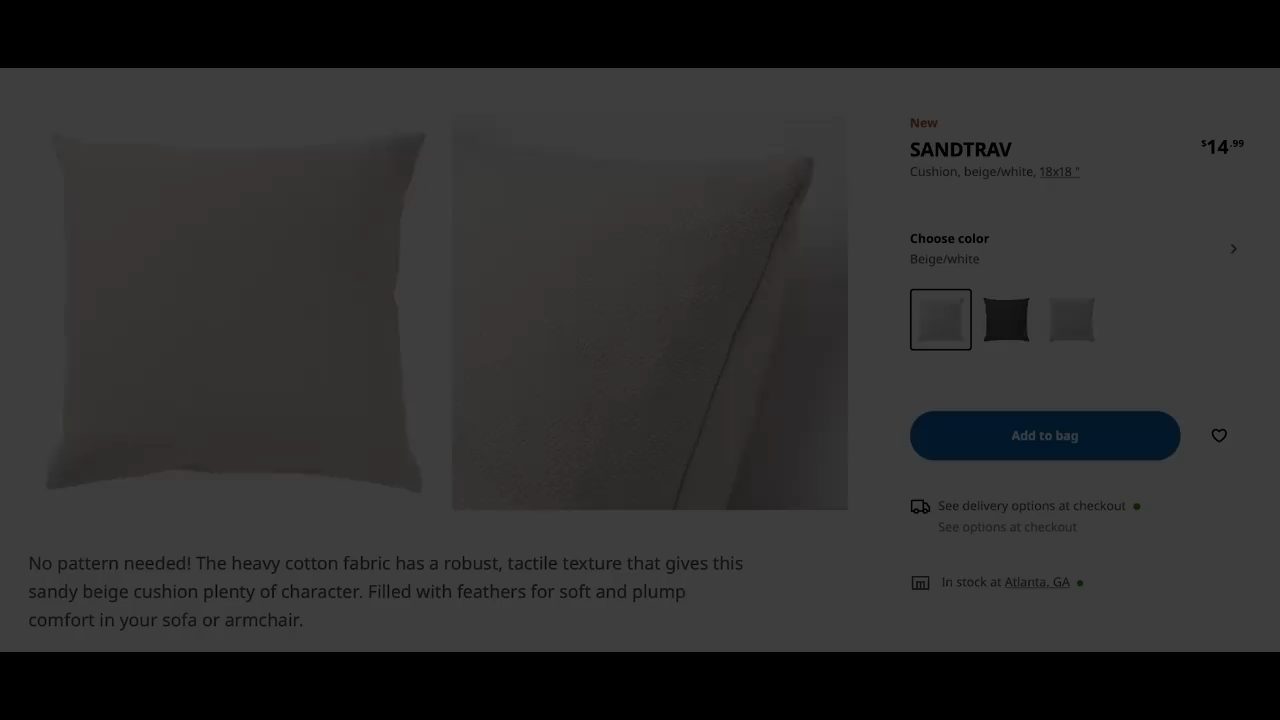 New
SANDTRAV
$14.99
Cushion, beige/white, 18x18 "
Choose color
Beige/white
Add to bag
See delivery options at checkout
See options at checkout
In stock at Atlanta, GA
No pattern needed! The heavy cotton fabric has a robust, tactile texture that gives this
sandy beige cushion plenty of character. Filled with feathers for soft and plump
comfort in your sofa or armchair.